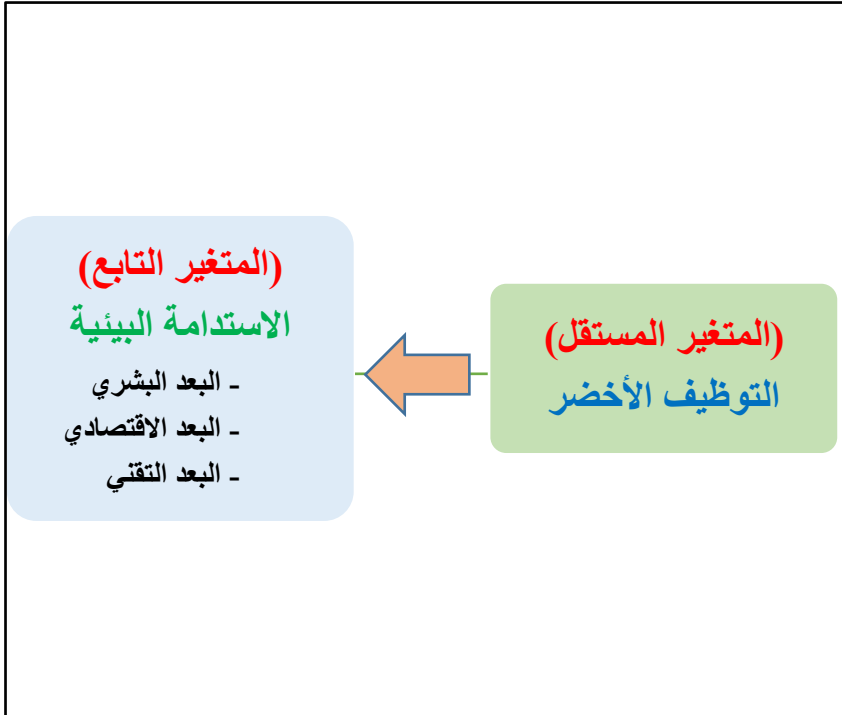 (المتغير المستقل)
التوظيف الأخضر
(المتغير التابع)
الاستدامة البيئية
- البعد البشري
- البعد الاقتصادي
- البعد التقني